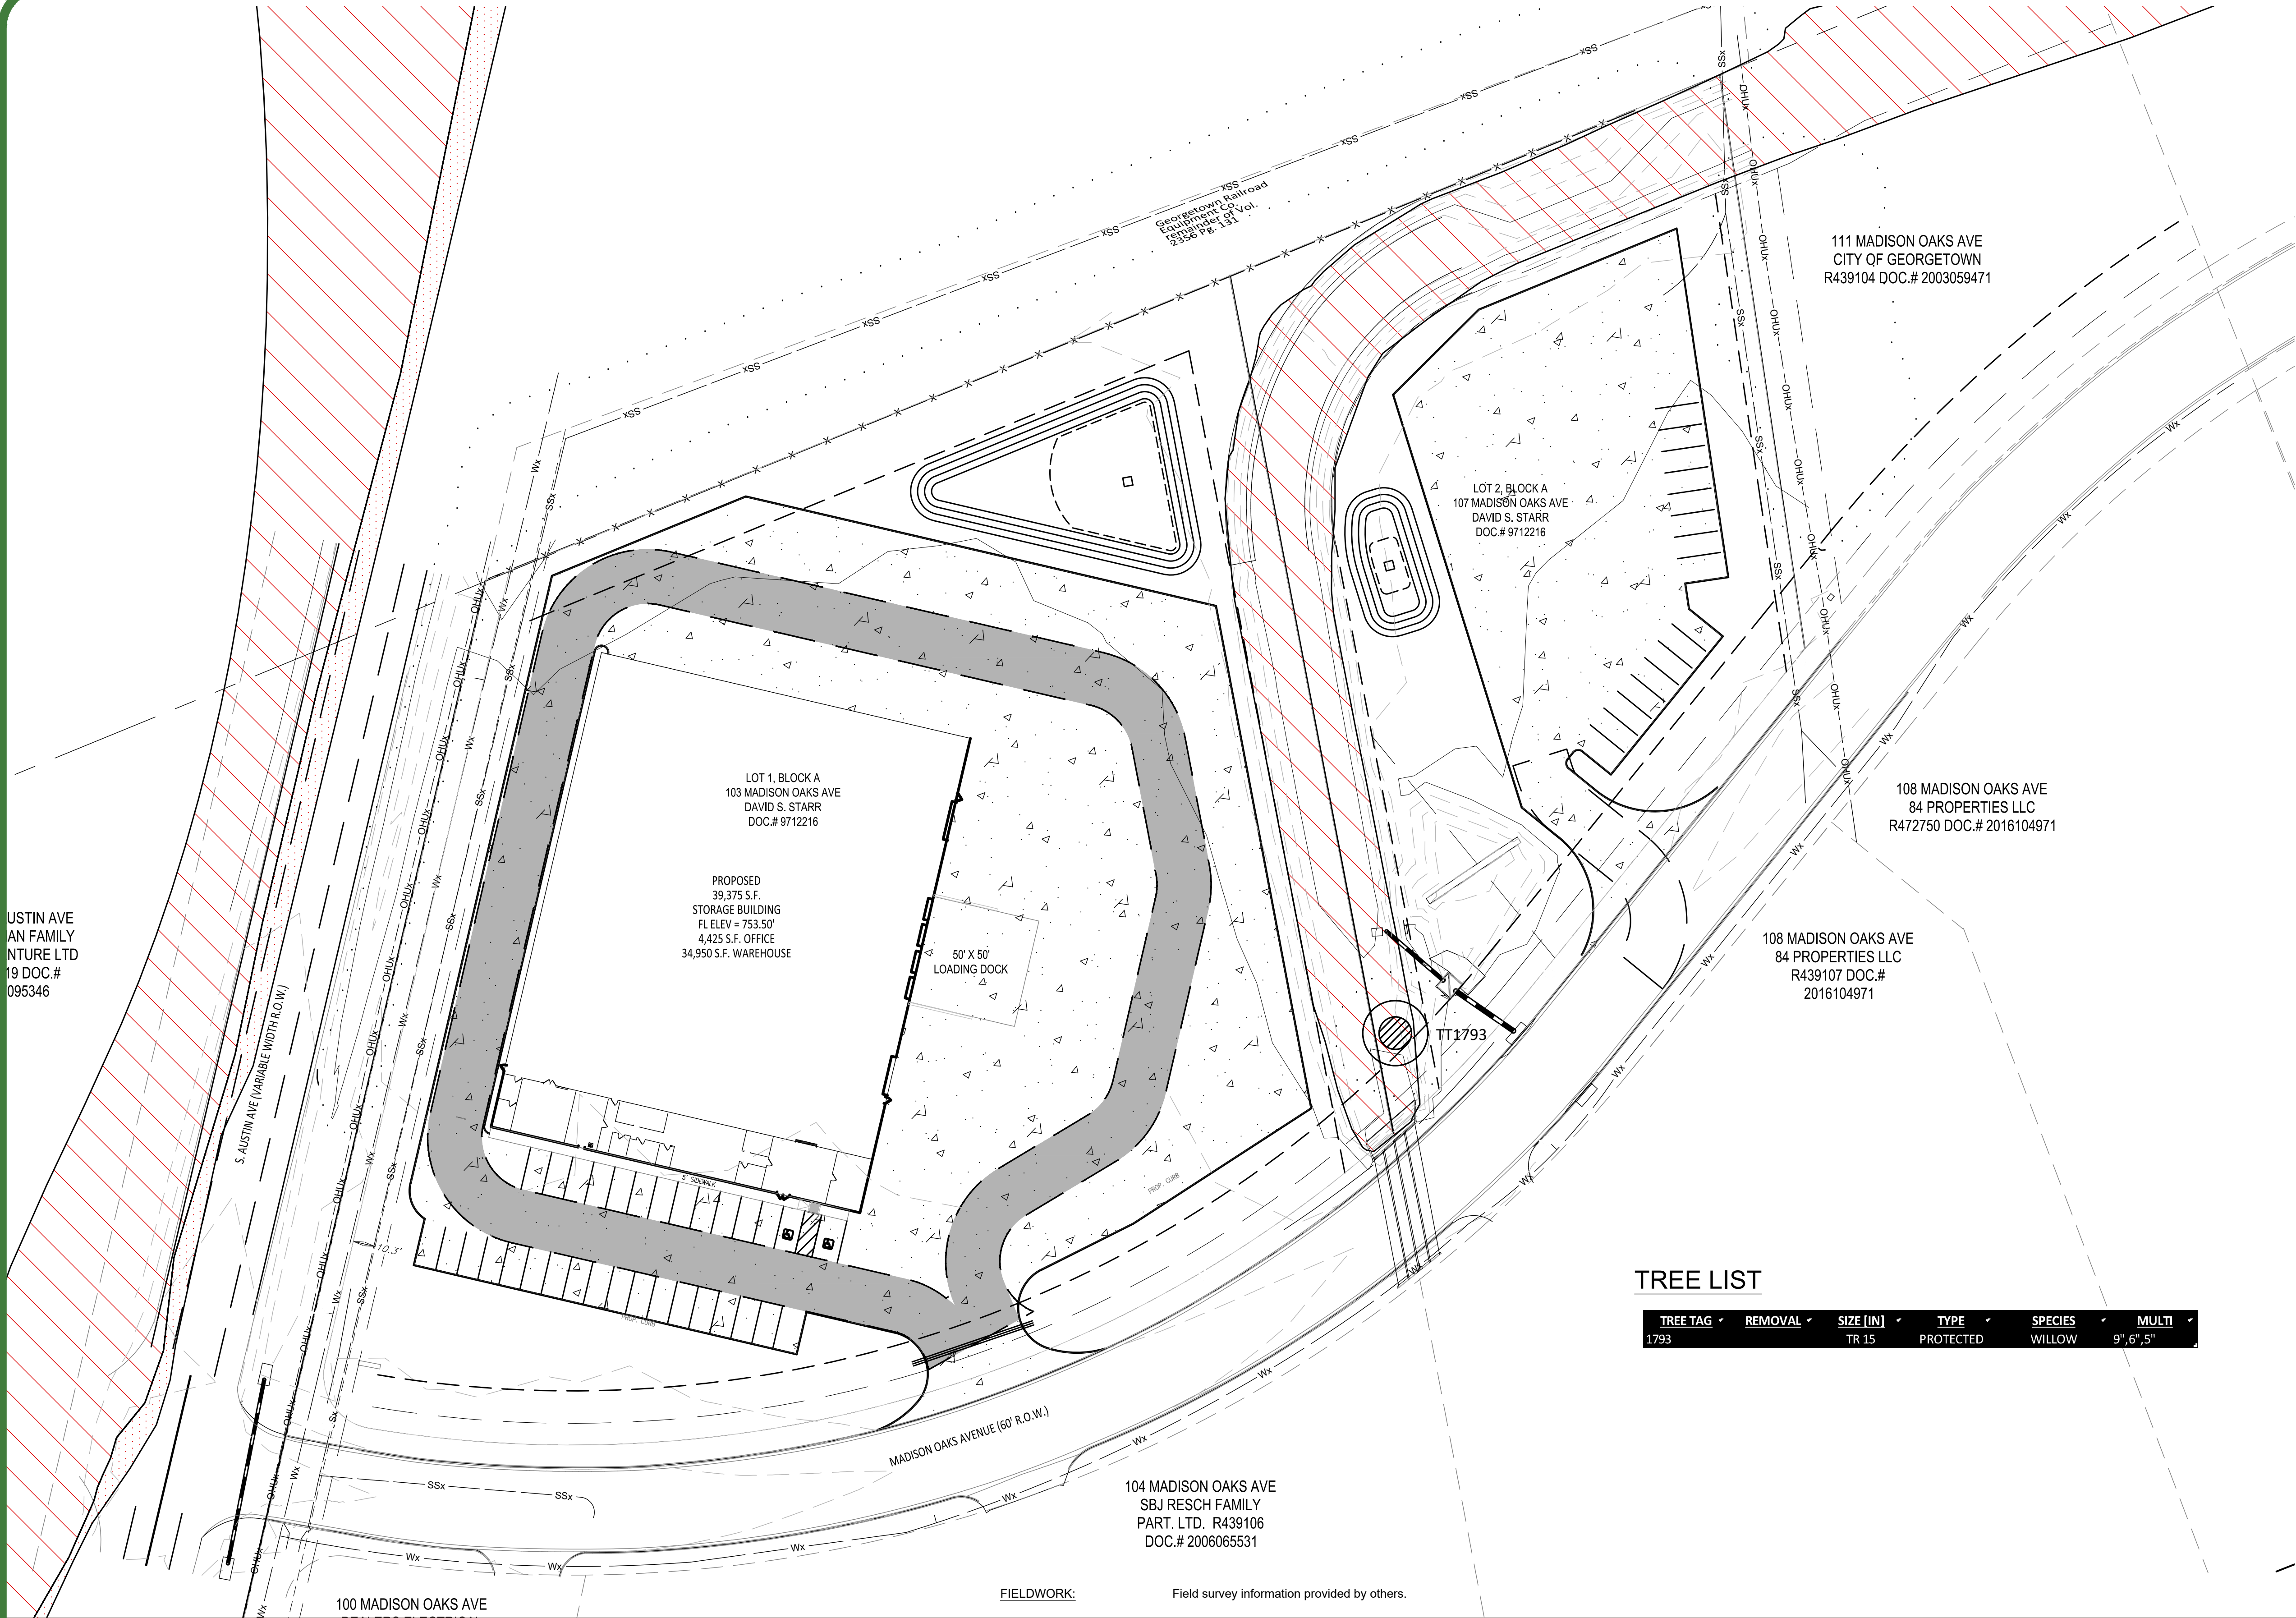 Georgetown Railroad
Equipment Co.
remainder of Vol.
2356 Pg. 131
111 MADISON OAKS AVE
CITY OF GEORGETOWN
R439104 DOC.# 2003059471
LOT 2, BLOCK A
107 MADISON OAKS AVE
DAVID S. STARR
DOC.# 9712216
LOT 1, BLOCK A
103 MADISON OAKS AVE
DAVID S. STARR
DOC.# 9712216
PROPOSED
39,375 S.F.
STORAGE BUILDING
FL ELEV = 753.50'
4,425 S.F. OFFICE
34,950 S.F. WAREHOUSE
50' X 50'
LOADING DOCK
108 MADISON OAKS AVE
84 PROPERTIES LLC
R472750 DOC.# 2016104971
108 MADISON OAKS AVE
84 PROPERTIES LLC
R439107 DOC.#
2016104971
USTIN AVE
AN FAMILY
NTURE LTD
19 DOC.#
095346
S. AUSTIN AVE (VARIABLE WIDTH R.O.W.)
TT1793
5' SIDEWALK
PROP. CURB
PROP. CURB
10.3'
MADISON OAKS AVENUE (60' R.O.W.)
TREE LIST
TREE TAG REMOVAL SIZE [IN] TYPE SPECIES MULTI
1793 TR 15 PROTECTED WILLOW 9",6",5"
104 MADISON OAKS AVE
SBJ RESCH FAMILY
PART. LTD. R439106
DOC.# 2006065531
FIELDWORK: Field survey information provided by others.
100 MADISON OAKS AVE
SSx
OHUx
Wx
X